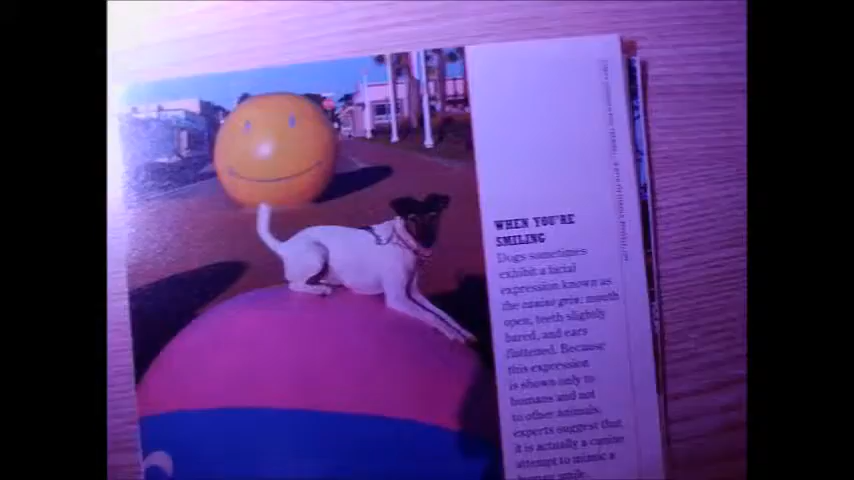 WHEN YOU'RE
SMILING
Dogs sometimes
exhibit a facial
expression known as
the canine grin: mouth
open, teeth slightly
bared, and ears
flattened. Because
this expression
is shown only to
humans and not
to other animals,
experts suggest that
it is actually a canine
attempt to mimic a
human smile.